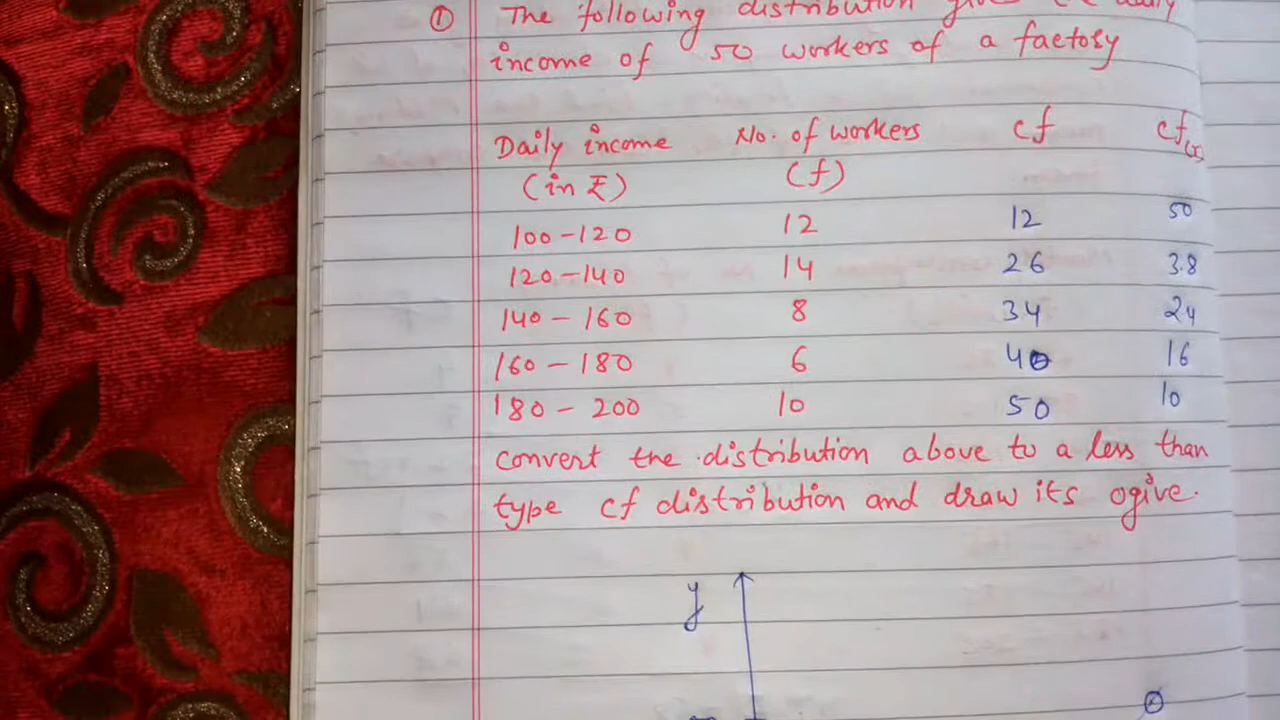 ① The following distribution
income of 50 workers of a factory
Daily income No. of workers cf cf
(in ₹) (f)
100-120 12 12 50
120-140 14 26 3.8
140-160 8 34 24
160-180 6 40 16
180-200 10 50 10
convert the distribution above to a less than
type cf distribution and draw its ogive.
y